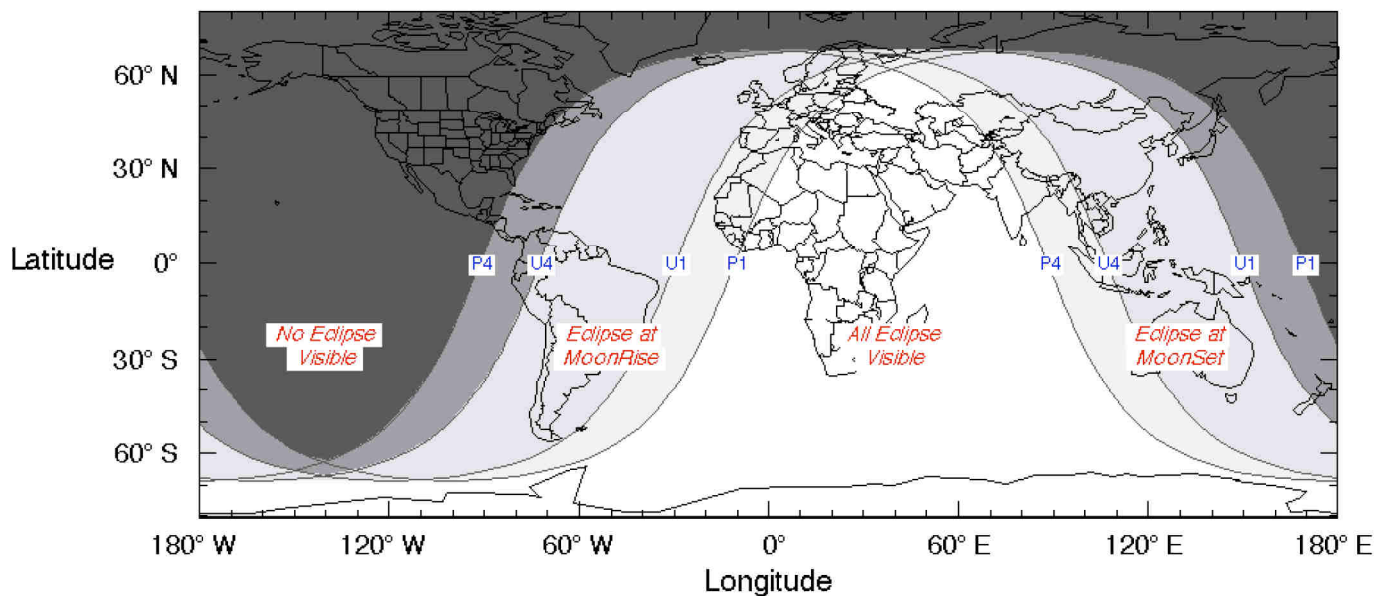 60° N
30° N
Latitude
0°
P4
U4
U1
P1
P4
U4
U1
P1
No Eclipse
Visible
Eclipse at
MoonRise
All Eclipse
Visible
Eclipse at
MoonSet
30° S
60° S
180° W
120° W
60° W
0°
60° E
120° E
180° E
Longitude